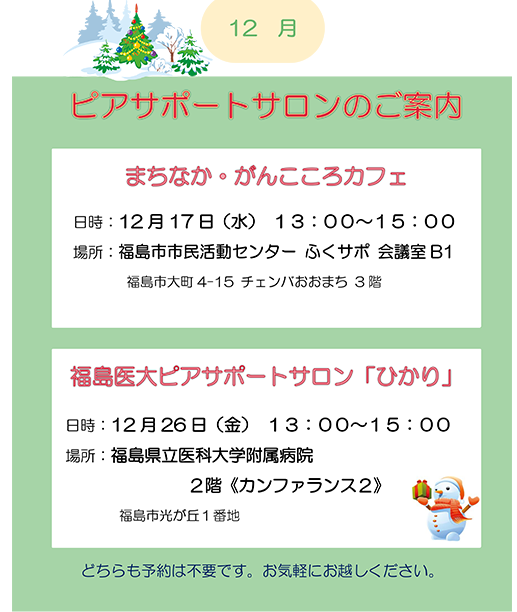 12 月
ピアサポートサロンのご案内
まちなか・がんこころカフェ
日時：12月17日（水） １３：００～１５：００
場所：福島市市民活動センター ふくサポ 会議室B1
福島市大町4-15 チェンバおおまち ３階
福島医大ピアサポートサロン「ひかり」
日時：12月26日（金） １３：００～１５：００
場所：福島県立医科大学附属病院
２階《カンファランス２》
福島市光が丘１番地
どちらも予約は不要です。お気軽にお越しください。